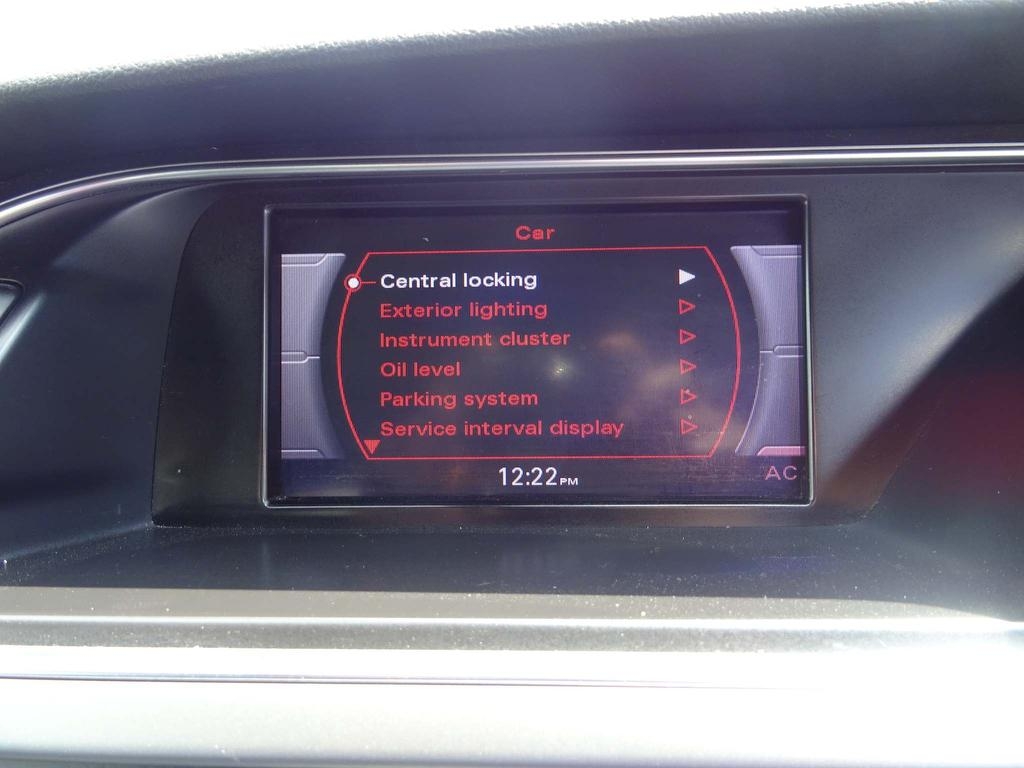 Car
Central locking
Exterior lighting
Instrument cluster
Oil level
Parking system
Service interval display
12:22PM
AC